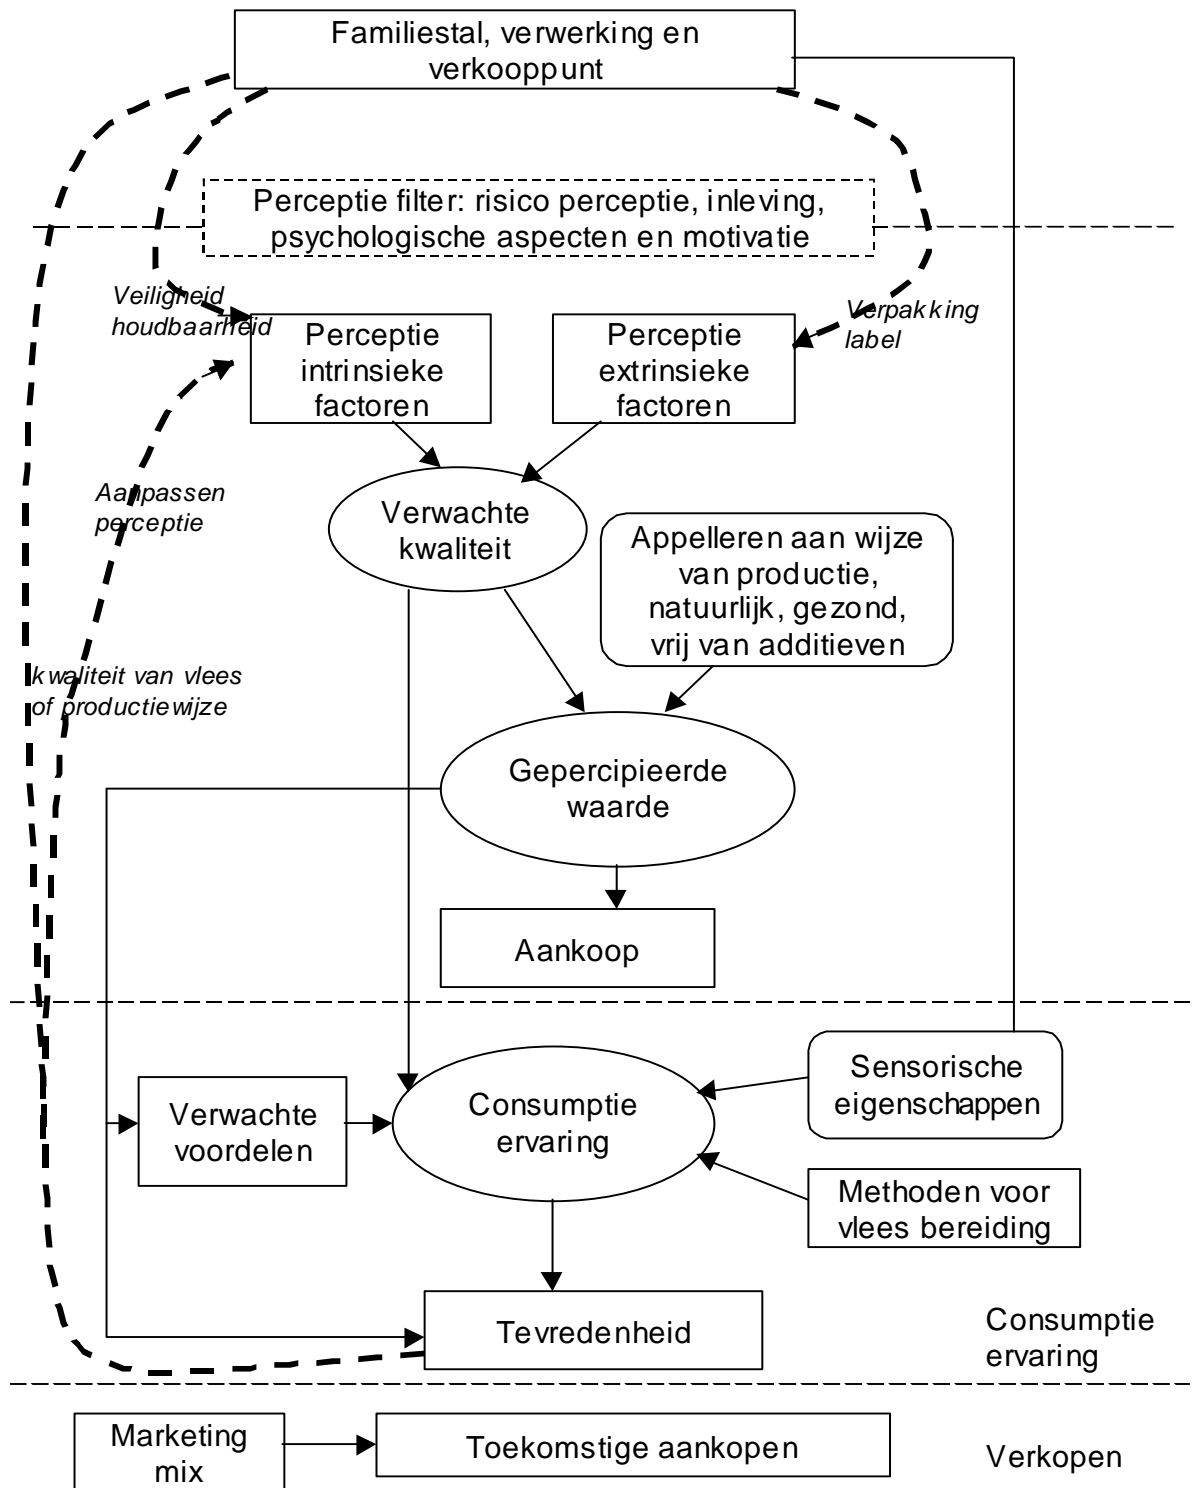 Familiestal, verwerking en
verkooppunt
Perceptie filter: risico perceptie, inleving,
psychologische aspecten en motivatie
Veiligheid
houdbaarheid
Verpakking
label
Perceptie
intrinsieke
factoren
Perceptie
extrinsieke
factoren
Aanpassen
perceptie
Verwachte
kwaliteit
Appelleren aan wijze
van productie,
natuurlijk, gezond,
vrij van additieven
kwaliteit van vlees
of productiewijze
Gepercipieerde
waarde
Aankoop
Sensorische
eigenschappen
Verwachte
voordelen
Consumptie
ervaring
Methoden voor
vlees bereiding
Tevredenheid
Consumptie
ervaring
Marketing
mix
Toekomstige aankopen
Verkopen